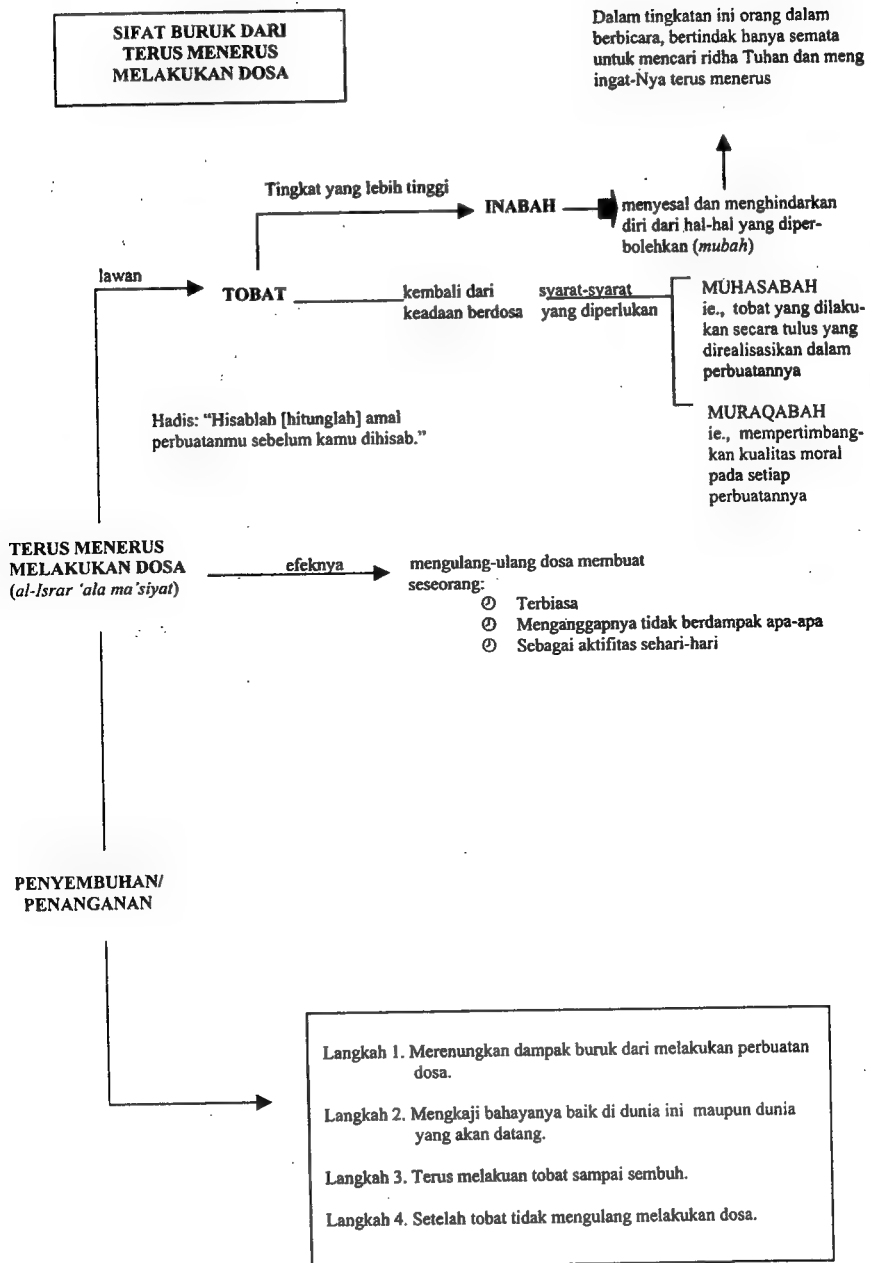 SIFAT BURUK DARI
TERUS MENERUS
MELAKUKAN DOSA
Dalam tingkatan ini orang dalam
berbicara, bertindak hanya semata
untuk mencari ridha Tuhan dan meng
ingat-Nya terus menerus
Tingkat yang lebih tinggi
INABAH
menyesal dan menghindarkan
diri dari hal-hal yang diper-
bolehkan (mubah)
lawan
TOBAT
kembali dari
keadaan berdosa
syarat-syarat
yang diperlukan
MUHASABAH
ie., tobat yang dilaku-
kan secara tulus yang
direalisasikan dalam
perbuatannya
MURAQABAH
ie., mempertimbang-
kan kualitas moral
pada setiap
perbuatannya
Hadis: “Hisablah [hitunglah] amal
perbuatanmu sebelum kamu dihisab.”
TERUS MENERUS
MELAKUKAN DOSA
(al-Israr ‘ala ma’siyat)
efeknya
mengulang-ulang dosa membuat
seseorang:
Terbiasa
Menganggapnya tidak berdampak apa-apa
Sebagai aktifitas sehari-hari
PENYEMBUHAN/
PENANGANAN
Langkah 1. Merenungkan dampak buruk dari melakukan perbuatan
dosa.
Langkah 2. Mengkaji bahayanya baik di dunia ini maupun dunia
yang akan datang.
Langkah 3. Terus melakuan tobat sampai sembuh.
Langkah 4. Setelah tobat tidak mengulang melakukan dosa.